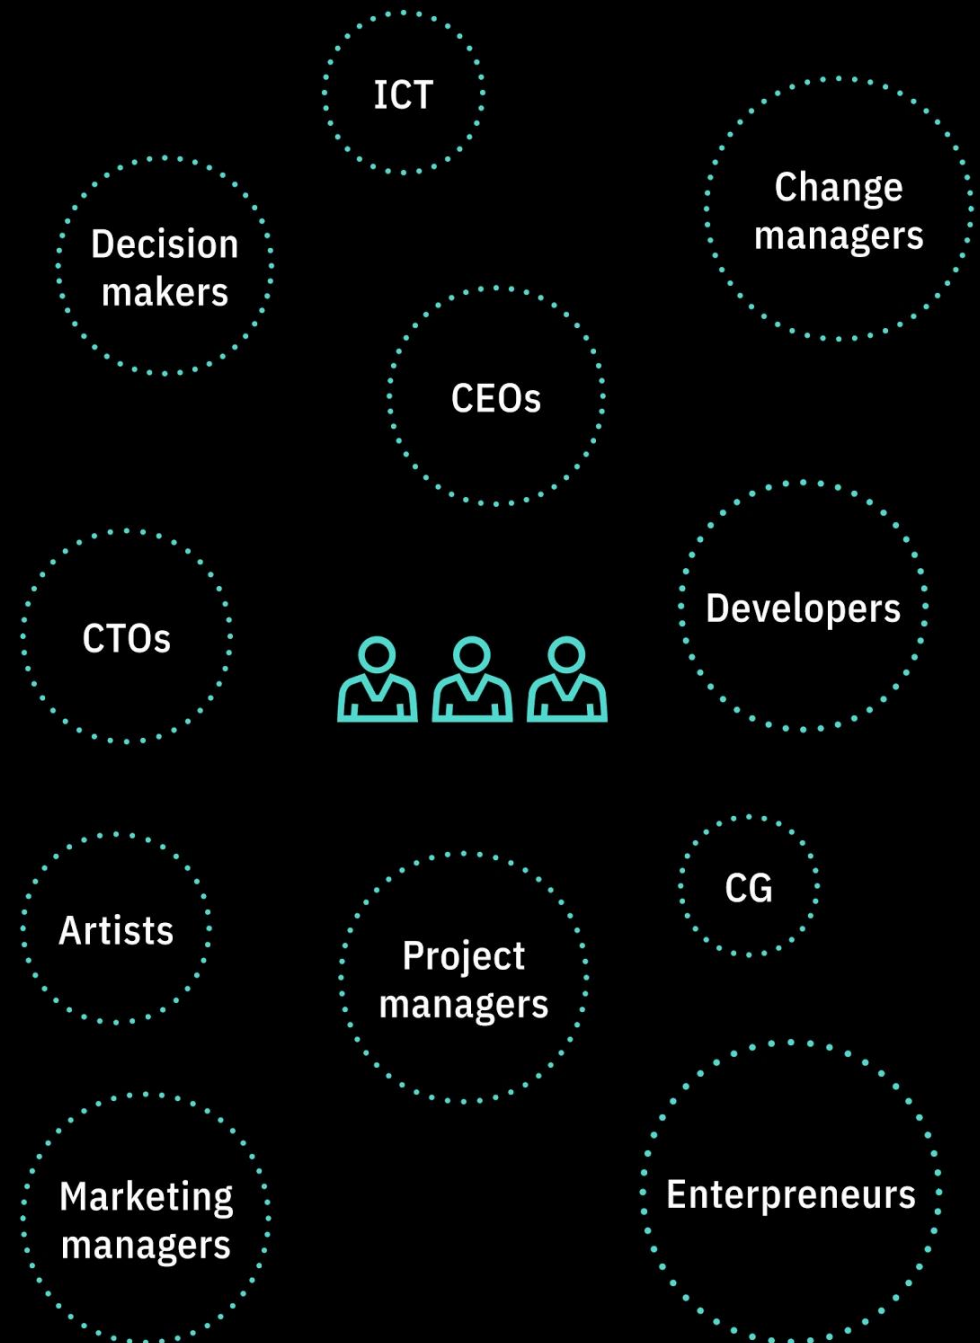 ICT
Change
managers
Decision
makers
CEOs
Developers
CTOs
CG
Artists
Project
managers
Enterpreneurs
Marketing
managers